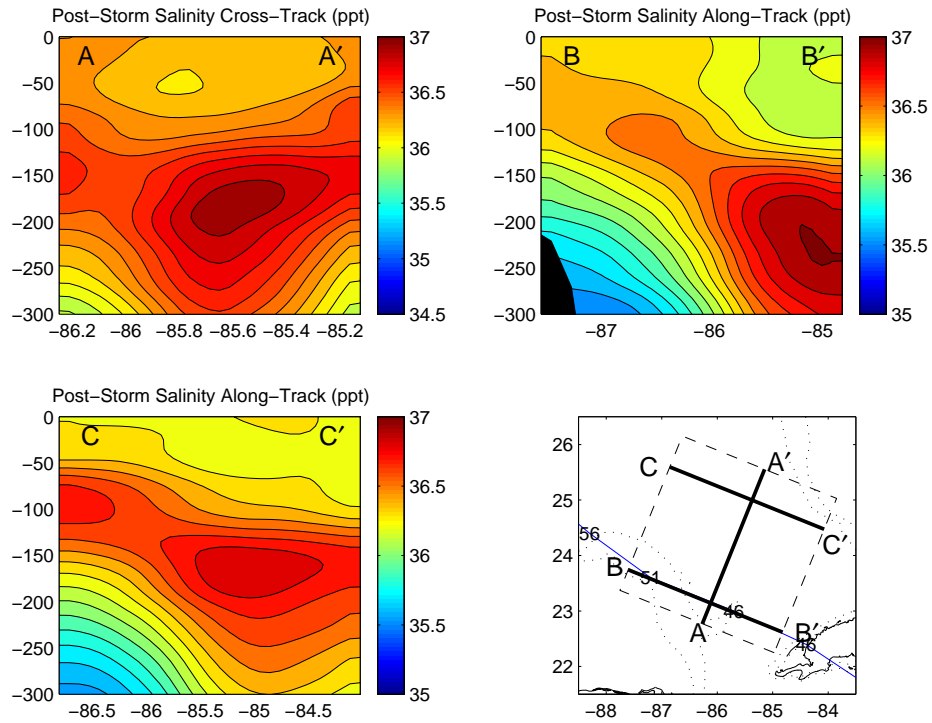 Post−Storm Salinity Cross−Track (ppt)
A
A′
0
−50
−100
−150
−200
−250
−300
−86.2 −86 −85.8 −85.6 −85.4 −85.2
37
36.5
36
35.5
35
34.5
Post−Storm Salinity Along−Track (ppt)
B
B′
0
−50
−100
−150
−200
−250
−300
−87 −86 −85
37
36.5
36
35.5
35
Post−Storm Salinity Along−Track (ppt)
C
C′
0
−50
−100
−150
−200
−250
−300
−86.5 −86 −85.5 −85 −84.5
37
36.5
36
35.5
35
26
25
24
23
22
A′
C
C′
56
B
51
46
A
B′
46
−88 −87 −86 −85 −84